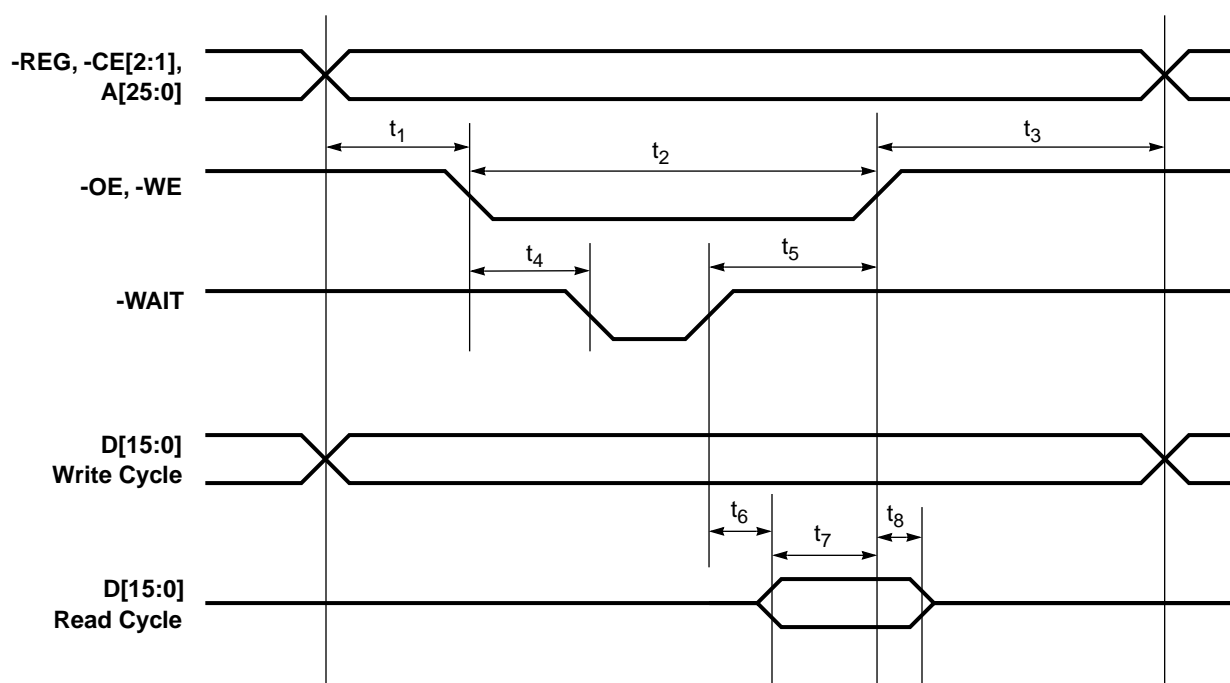 -REG, -CE[2:1],
A[25:0]
t1
t3
t2
-OE, -WE
t4
t5
-WAIT
D[15:0]
Write Cycle
t6
t7
t8
D[15:0]
Read Cycle